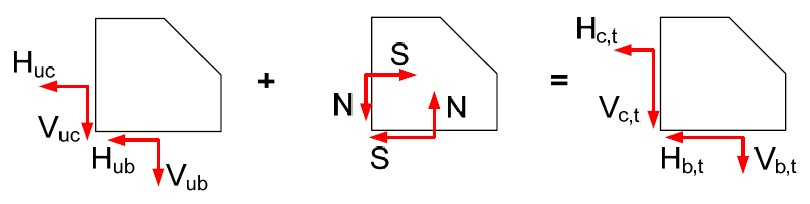 Huc
Vuc
Hub
Vub
+
S
N
N
S
=
Hc,t
Vc,t
Hb,t
Vb,t